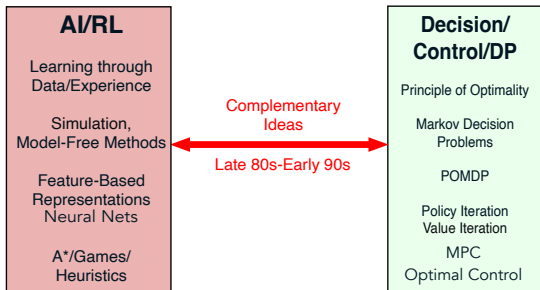 AI/RL
Learning through
Data/Experience
Simulation,
Model-Free Methods
Feature-Based
Representations
Neural Nets
A*/Games/
Heuristics
Complementary
Ideas
Late 80s-Early 90s
Decision/
Control/DP
Principle of Optimality
Markov Decision
Problems
POMDP
Policy Iteration
Value Iteration
MPC
Optimal Control